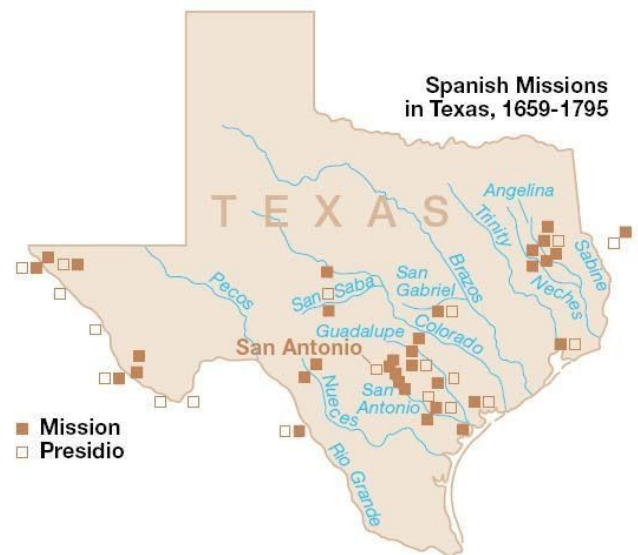 Spanish Missions
in Texas, 1659-1795
TEXAS
Angelina
Trinity
Sabine
Neches
Brazos
San
Gabriel
Pecos
San Saba
Colorado
Guadalupe
San Antonio
San
Antonio
Nueces
Rio Grande
Mission
Presidio